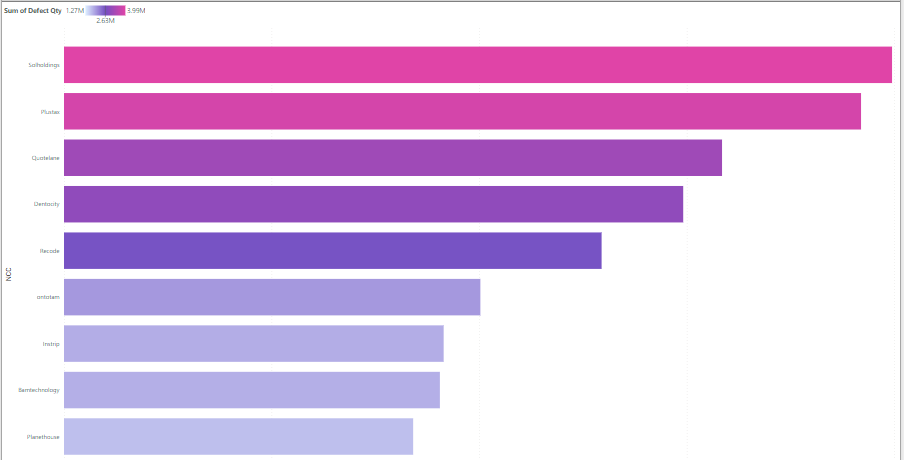 Sum of Defect Qty 1.27M 3.99M
2.63M
Solholdings
Plustax
Quotelane
Dentocity
Recode
ontotam
Instrip
NCC
Bamtechnology
Planethouse